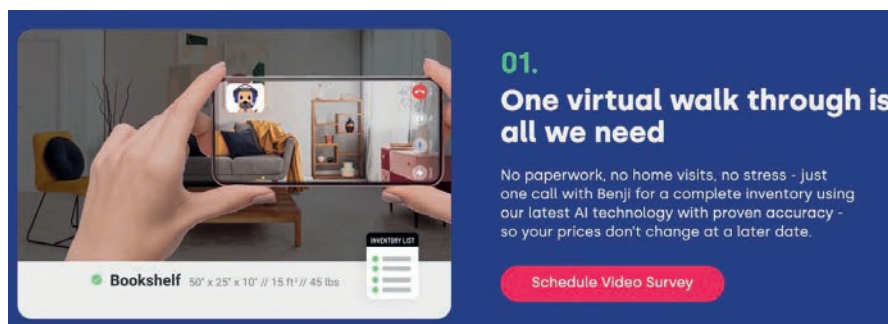 01.
One virtual walk through is
all we need
No paperwork, no home visits, no stress - just
one call with Benji for a complete inventory using
our latest AI technology with proven accuracy -
so your prices don't change at a later date.
Schedule Video Survey
INVENTORY LIST
Bookshelf 50" x 25" x 10" // 15 ft³ // 45 lbs